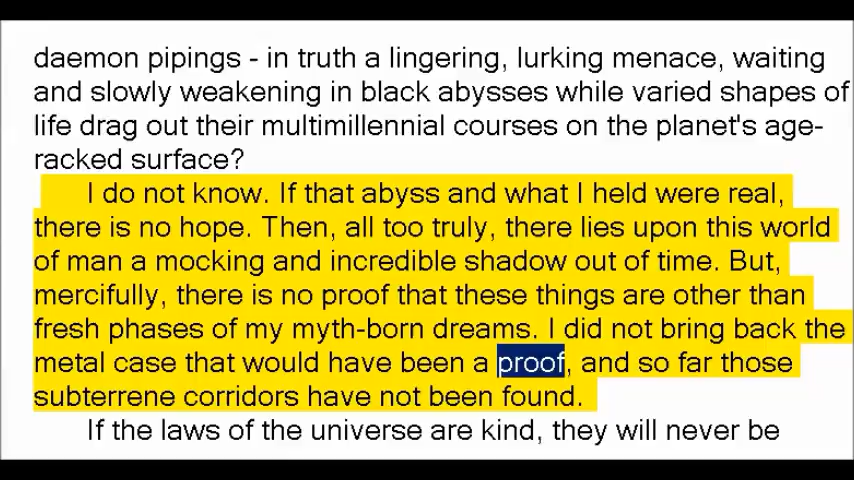 daemon pipings - in truth a lingering, lurking menace, waiting
and slowly weakening in black abysses while varied shapes of
life drag out their multimillennial courses on the planet's age-
racked surface?
I do not know. If that abyss and what I held were real,
there is no hope. Then, all too truly, there lies upon this world
of man a mocking and incredible shadow out of time. But,
mercifully, there is no proof that these things are other than
fresh phases of my myth-born dreams. I did not bring back the
metal case that would have been a proof, and so far those
subterrene corridors have not been found.
If the laws of the universe are kind, they will never be